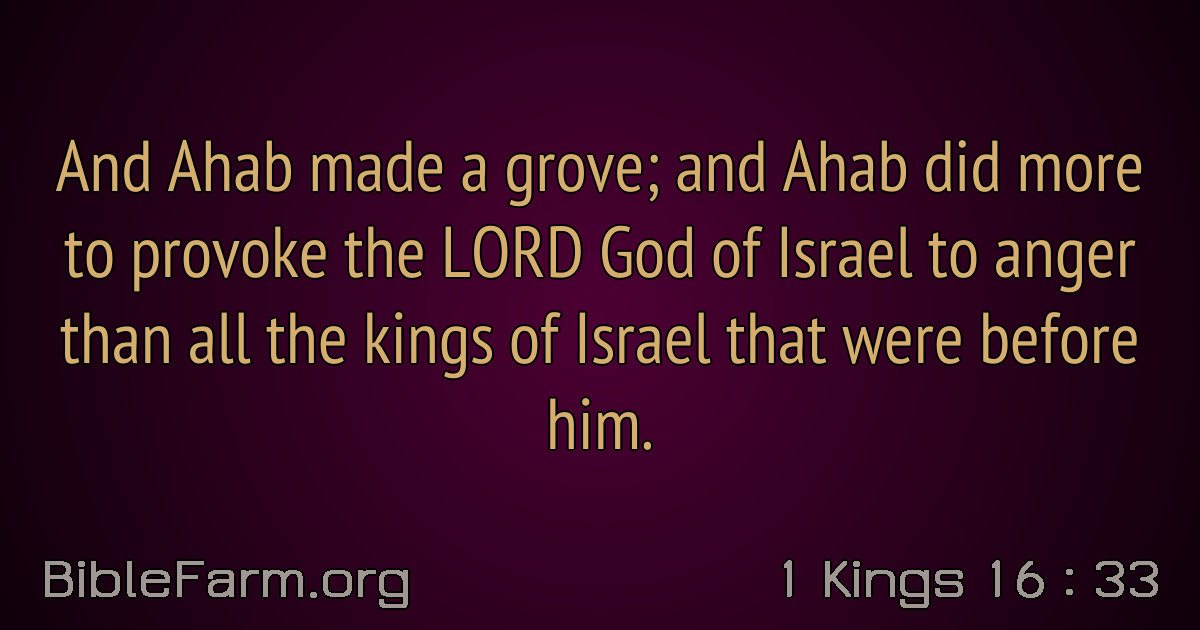 And Ahab made a grove; and Ahab did more
to provoke the LORD God of Israel to anger
than all the kings of Israel that were before
him.
BibleFarm.org
1 Kings 16 : 33